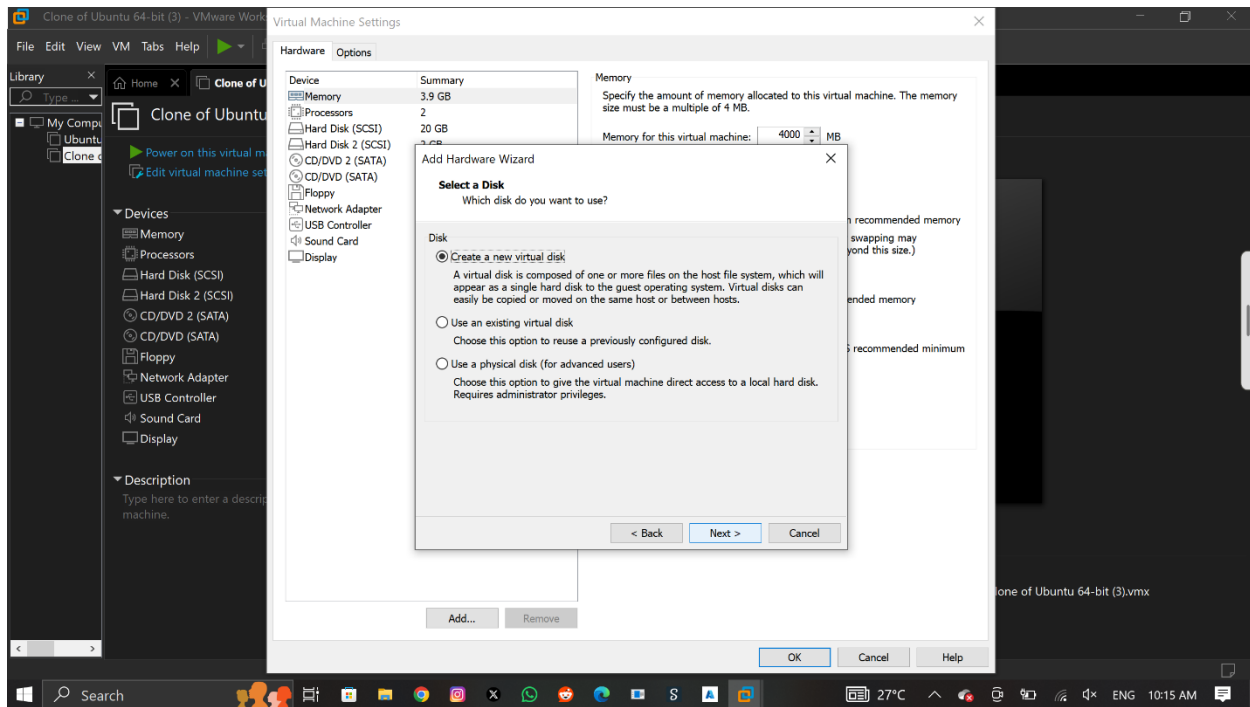 Clone of Ubuntu 64-bit (3) - VMware Work
File Edit View VM Tabs Help
Library
Type ...
My Compu
Ubuntu
Clone o
Home
Clone of U
Clone of Ubuntu
Power on this virtual m
Edit virtual machine set
Devices
Memory
Processors
Hard Disk (SCSI)
Hard Disk 2 (SCSI)
CD/DVD 2 (SATA)
CD/DVD (SATA)
Floppy
Network Adapter
USB Controller
Sound Card
Display
Description
Type here to enter a descrip
machine.
Virtual Machine Settings
Hardware Options
Device Summary
Memory 3.9 GB
Processors 2
Hard Disk (SCSI) 20 GB
Hard Disk 2 (SCSI) 2 GB
CD/DVD 2 (SATA)
CD/DVD (SATA)
Floppy
Network Adapter
USB Controller
Sound Card
Display
Add... Remove
Memory
Specify the amount of memory allocated to this virtual machine. The memory
size must be a multiple of 4 MB.
Memory for this virtual machine: 4000 MB
recommended memory
swapping may
yond this size.)
ended memory
recommended minimum
Add Hardware Wizard
Select a Disk
Which disk do you want to use?
Disk
Create a new virtual disk
A virtual disk is composed of one or more files on the host file system, which will
appear as a single hard disk to the guest operating system. Virtual disks can
easily be copied or moved on the same host or between hosts.
Use an existing virtual disk
Choose this option to reuse a previously configured disk.
Use a physical disk (for advanced users)
Choose this option to give the virtual machine direct access to a local hard disk.
Requires administrator privileges.
< Back Next > Cancel
OK Cancel Help
lone of Ubuntu 64-bit (3).vmx
Search
27°C
ENG 10:15 AM